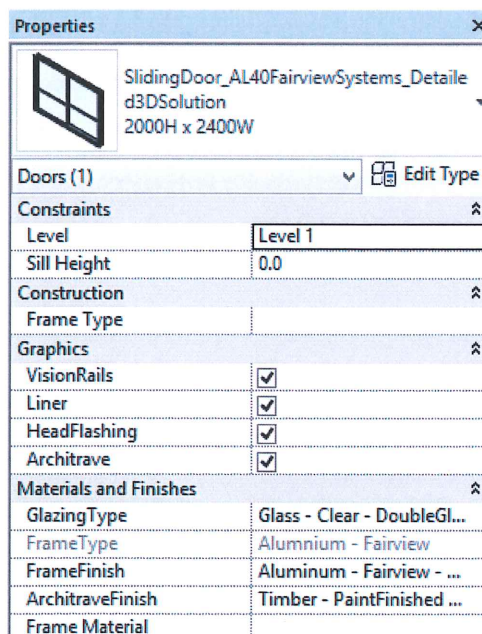 Properties
SlidingDoor_AL40FairviewSystems_Detaile
d3DSolution
2000H x 2400W
Doors (1) Edit Type
Constraints
Level Level 1
Sill Height 0.0
Construction
Frame Type
Graphics
VisionRails
Liner
HeadFlashing
Architrave
Materials and Finishes
GlazingType Glass - Clear - DoubleGl...
FrameType Alumnium - Fairview
FrameFinish Aluminum - Fairview - ...
ArchitraveFinish Timber - PaintFinished ...
Frame Material